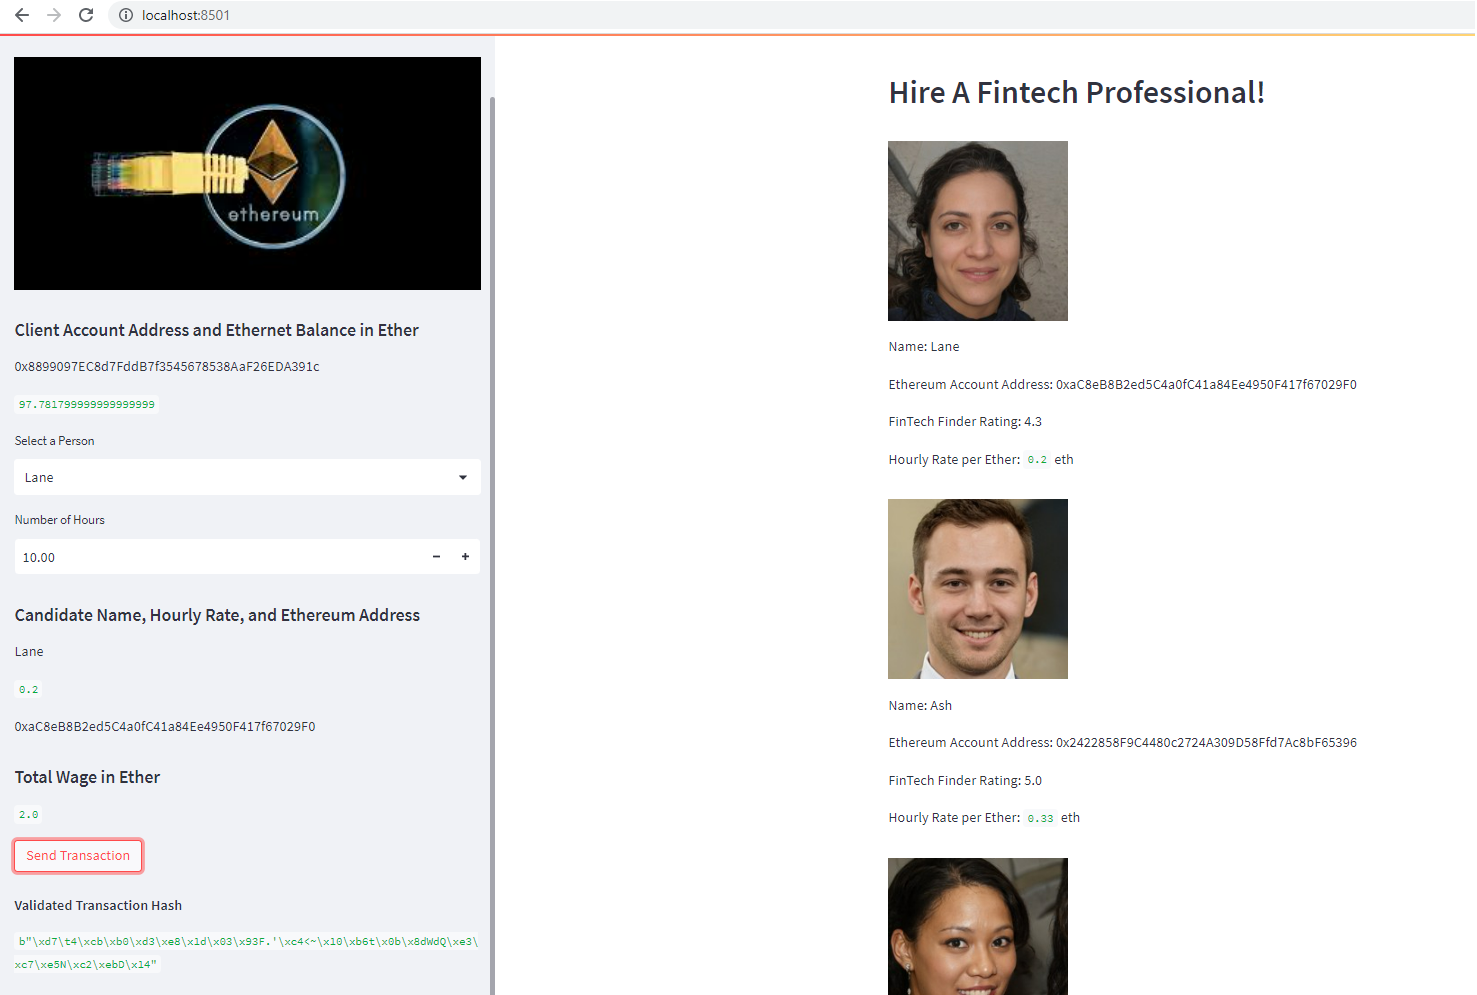 localhost:8501
ethereum
Client Account Address and Ethernet Balance in Ether
0x8899097EC8d7FddB7f3545678538AaF26EDA391c
97.781799999999999999
Select a Person
Lane
Number of Hours
10.00
Candidate Name, Hourly Rate, and Ethereum Address
Lane
0.2
0xaC8eB8B2ed5C4a0fC41a84Ee4950F417f67029F0
Total Wage in Ether
2.0
Send Transaction
Validated Transaction Hash
b"\xd7\t4\xcb\xb0\xd3\xe8\x1d\x03\x93F.'\xc4<~\x10\xb6t\x0b\x8dWdQ\xe3\
xc7\xe5N\xc2\xebD\x14"
Hire A Fintech Professional!
Name: Lane
Ethereum Account Address: 0xaC8eB8B2ed5C4a0fC41a84Ee4950F417f67029F0
FinTech Finder Rating: 4.3
Hourly Rate per Ether: 0.2 eth
Name: Ash
Ethereum Account Address: 0x2422858F9C4480c2724A309D58Ffd7Ac8bF65396
FinTech Finder Rating: 5.0
Hourly Rate per Ether: 0.33 eth